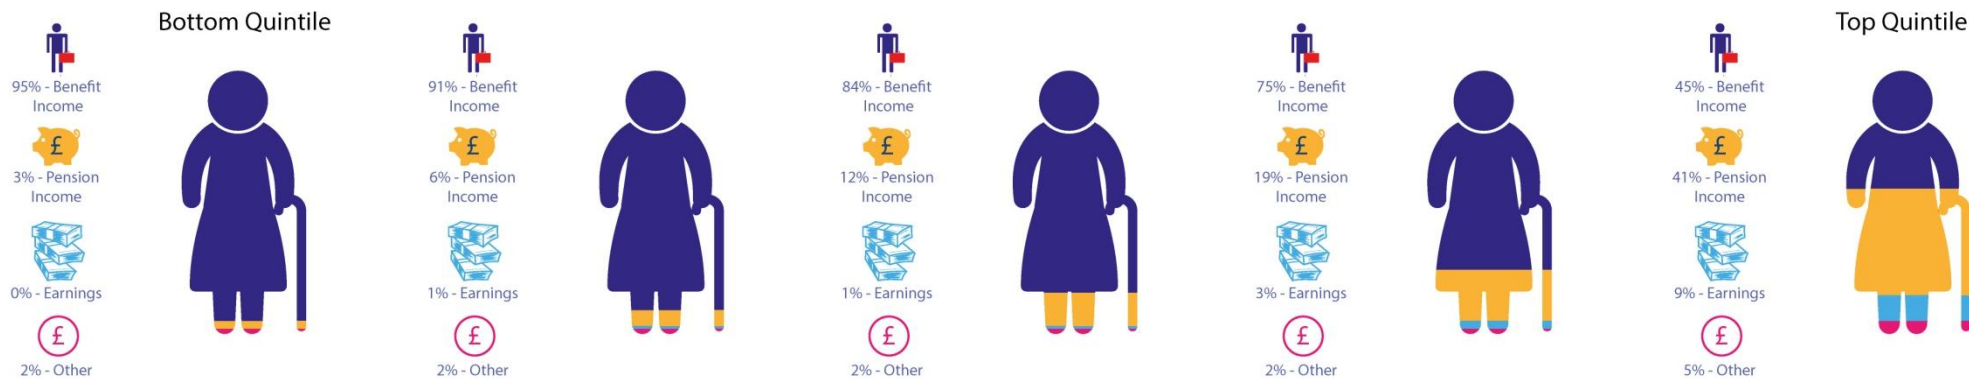 Bottom Quintile
95% - Benefit
Income
£
3% - Pension
Income
0% - Earnings
£
2% - Other
91% - Benefit
Income
£
6% - Pension
Income
1% - Earnings
£
2% - Other
84% - Benefit
Income
£
12% - Pension
Income
1% - Earnings
£
2% - Other
75% - Benefit
Income
£
19% - Pension
Income
3% - Earnings
£
2% - Other
Top Quintile
45% - Benefit
Income
£
41% - Pension
Income
9% - Earnings
£
5% - Other